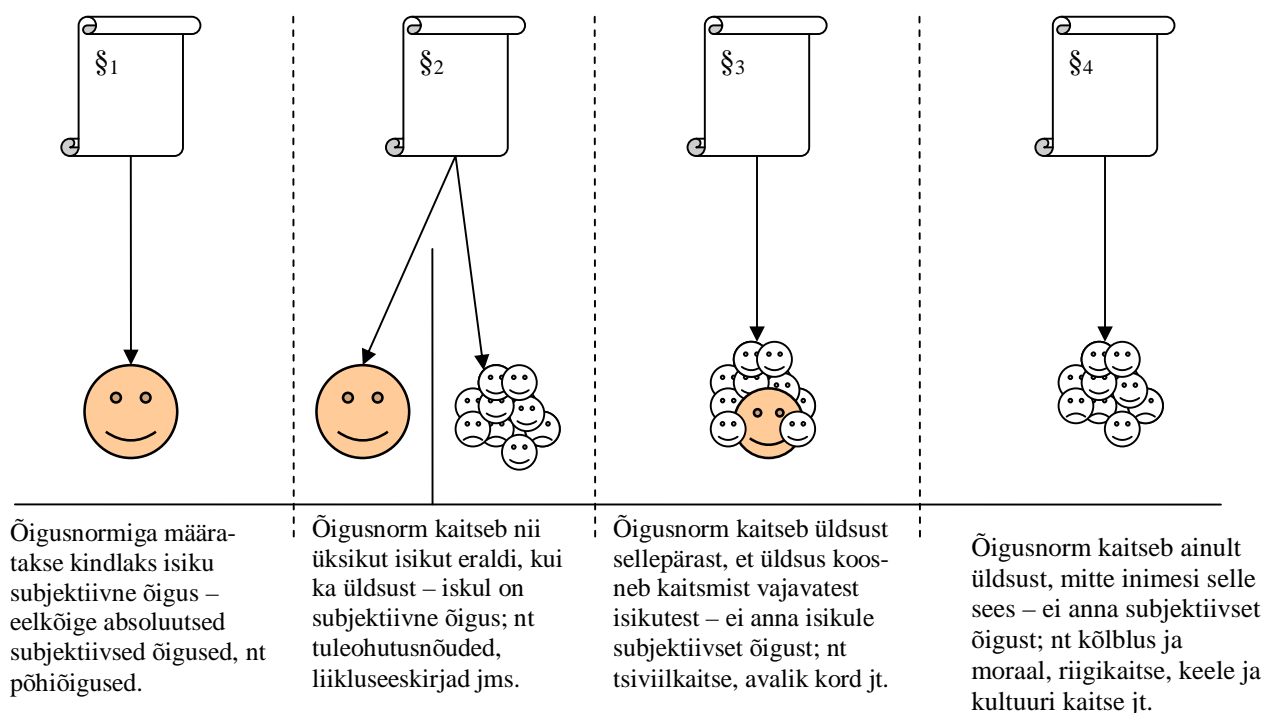 §1
§2
§3
§4
Õigusnormiga määra-
takse kindlaks isiku
subjektiivne õigus –
eelkõige absoluutsed
subjektiivsed õigused, nt
põhiõigused.
Õigusnorm kaitseb nii
üksikut isikut eraldi, kui
ka üldsust – iskul on
subjektiivne õigus; nt
tuleohutusnõuded,
liikluseeskirjad jms.
Õigusnorm kaitseb üldsust
sellepärast, et üldsus koos-
neb kaitsmist vajavatest
isikutest – ei anna isikule
subjektiivset õigust; nt
tsiviilkaitse, avalik kord jt.
Õigusnorm kaitseb ainult
üldsust, mitte inimesi selle
sees – ei anna subjektiivset
õigust; nt kõlblus ja
moraal, riigikaitse, keele ja
kultuuri kaitse jt.